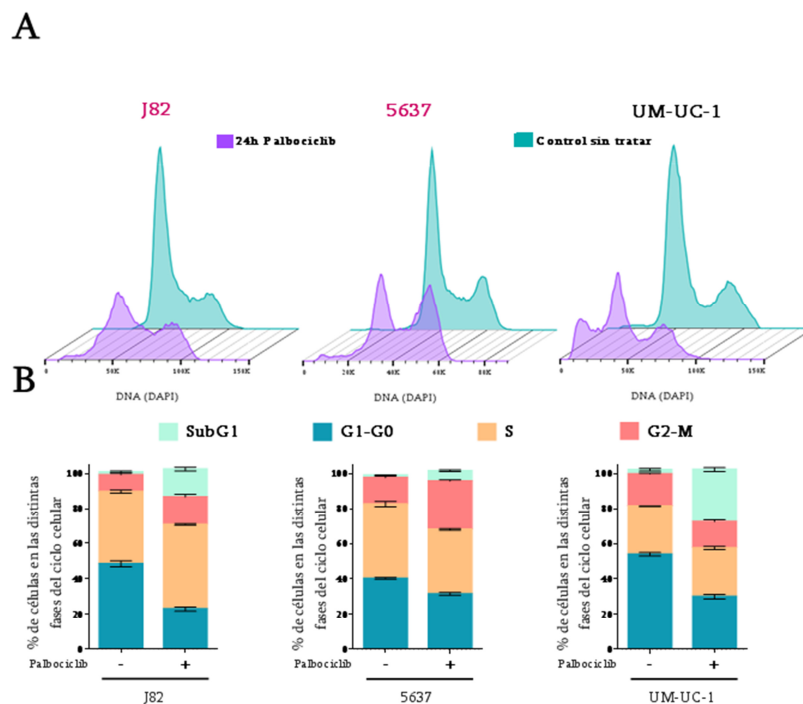 A
J82
5637
UM-UC-1
24h Palbociclib
Control sin tratar
0
50K
100K
150K
0
20K
40K
60K
80K
0
50K
100K
150K
DNA (DAPI)
DNA (DAPI)
DNA (DAPI)
B
SubG1
G1-G0
S
G2-M
% de células en las distintas
fases del ciclo celular
100
80
60
40
20
0
Palbociclib
-
+
J82
% de células en las distintas
fases del ciclo celular
100
80
60
40
20
0
Palbociclib
-
+
5637
% de células en las distintas
fases del ciclo celular
100
80
60
40
20
0
Palbociclib
-
+
UM-UC-1